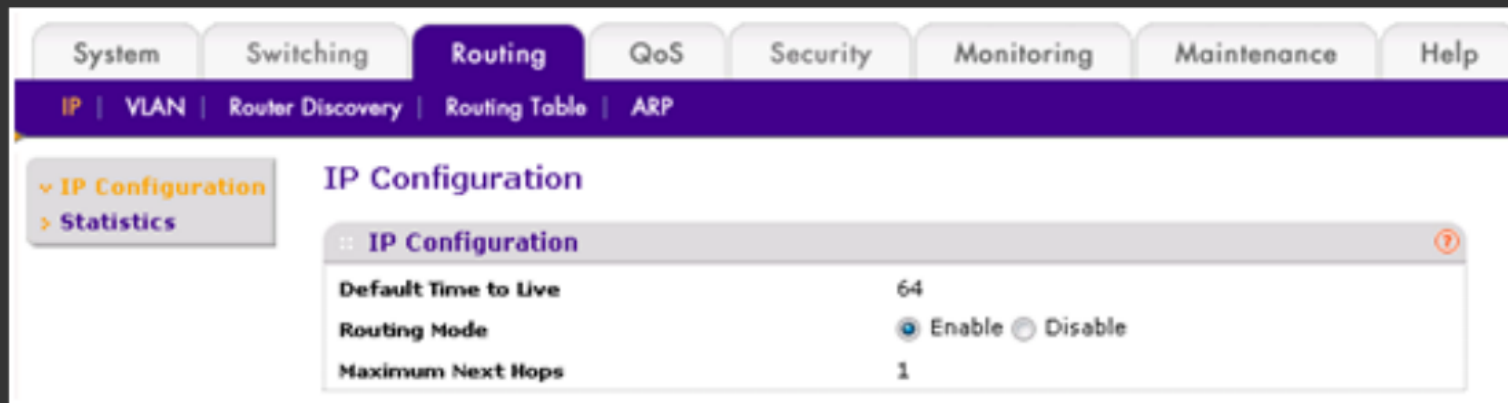 System Switching Routing QoS Security Monitoring Maintenance Help
IP | VLAN | Router Discovery | Routing Table | ARP
IP Configuration
Statistics
IP Configuration
IP Configuration
Default Time to Live 64
Routing Mode Enable Disable
Maximum Next Hops 1